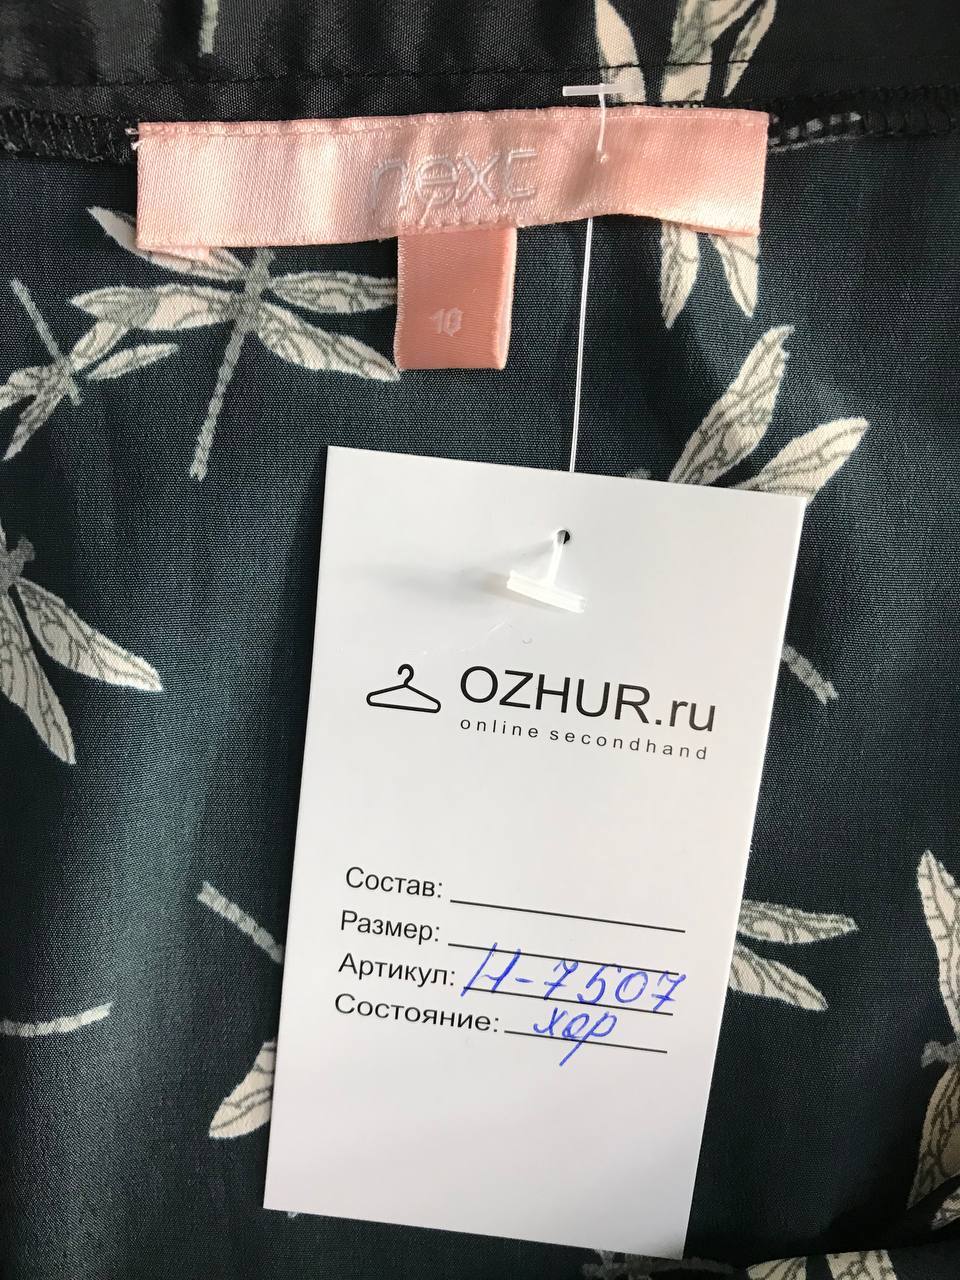 next
10
OZHUR.ru
online secondhand
Состав:
Размер:
Артикул: Н-7507
Состояние: хор